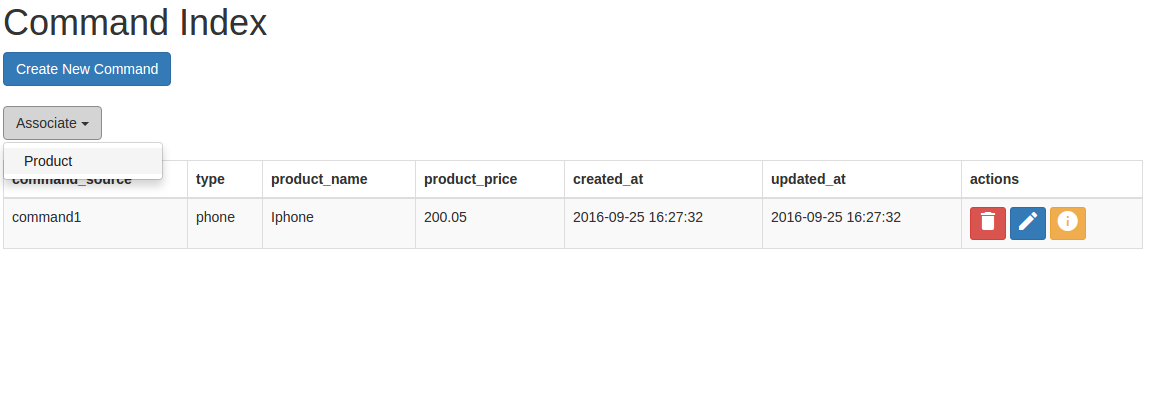 Command Index
Create New Command
Associate
Product
command_source type product_name product_price created_at updated_at actions
command1 phone Iphone 200.05 2016-09-25 16:27:32 2016-09-25 16:27:32